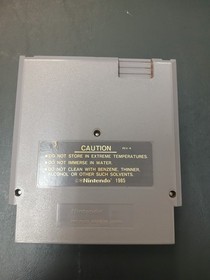 CAUTION
DO NOT STORE IN EXTREME TEMPERATURES.
DO NOT IMMERSE IN WATER.
DO NOT CLEAN WITH BENZENE, THINNER,
ALCOHOL OR OTHER SUCH SOLVENTS.
Nintendo 1985